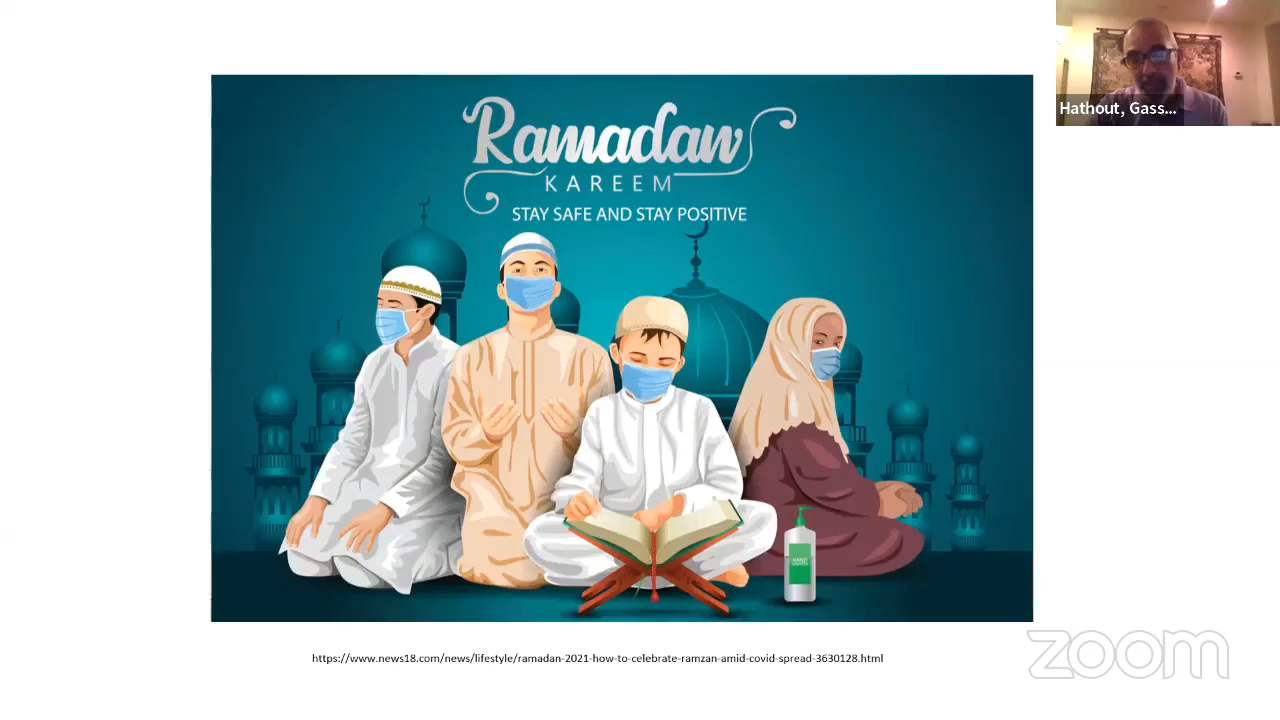 Ramadan
KAREEM
STAY SAFE AND STAY POSITIVE
HAND
Hathout, Gass...
https://www.news18.com/news/lifestyle/ramadan-2021-how-to-celebrate-ramzan-amid-covid-spread-3630128.html
zoom